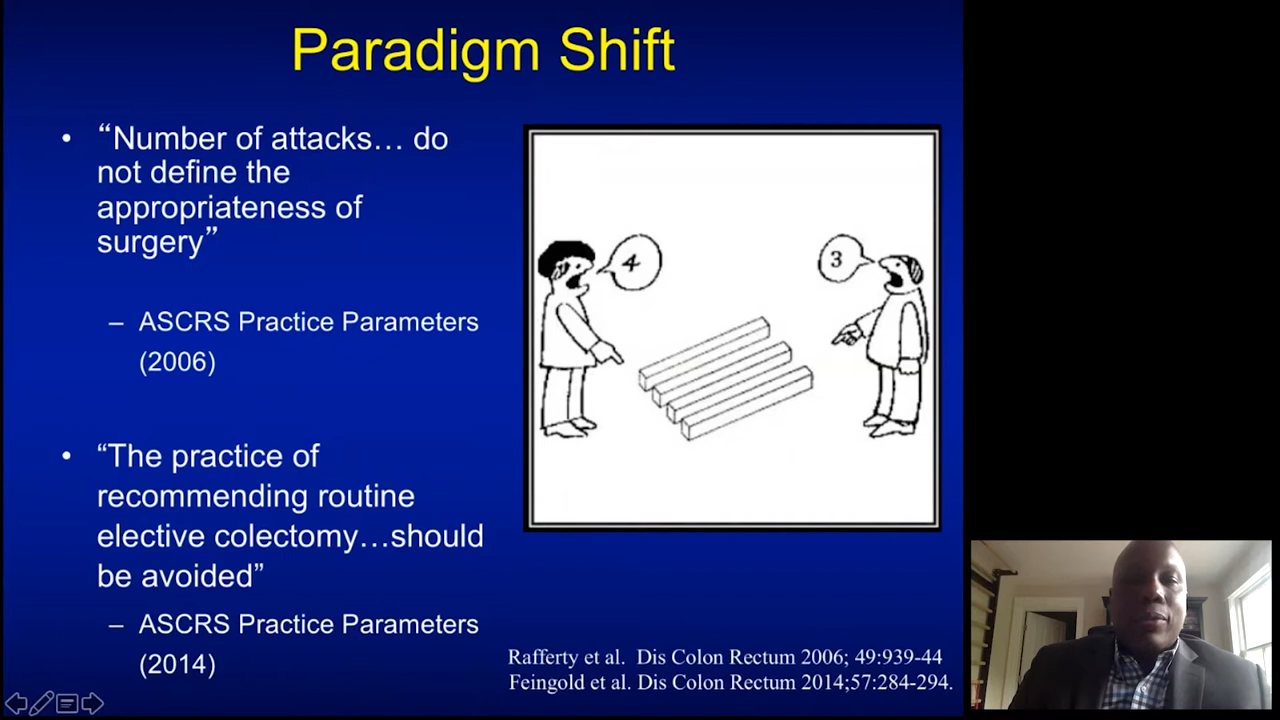 Paradigm Shift
• “Number of attacks… do
not define the
appropriateness of
surgery”
– ASCRS Practice Parameters
(2006)
• “The practice of
recommending routine
elective colectomy…should
be avoided”
– ASCRS Practice Parameters
(2014)
4
3
Rafferty et al. Dis Colon Rectum 2006; 49:939-44
Feingold et al. Dis Colon Rectum 2014;57:284-294.